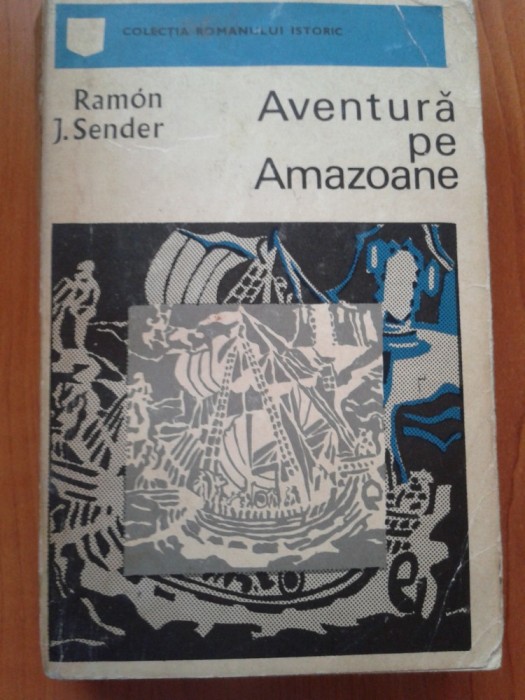 COLECȚIA ROMANULUI ISTORIC
Ramón
J. Sender
Aventură
pe
Amazoane